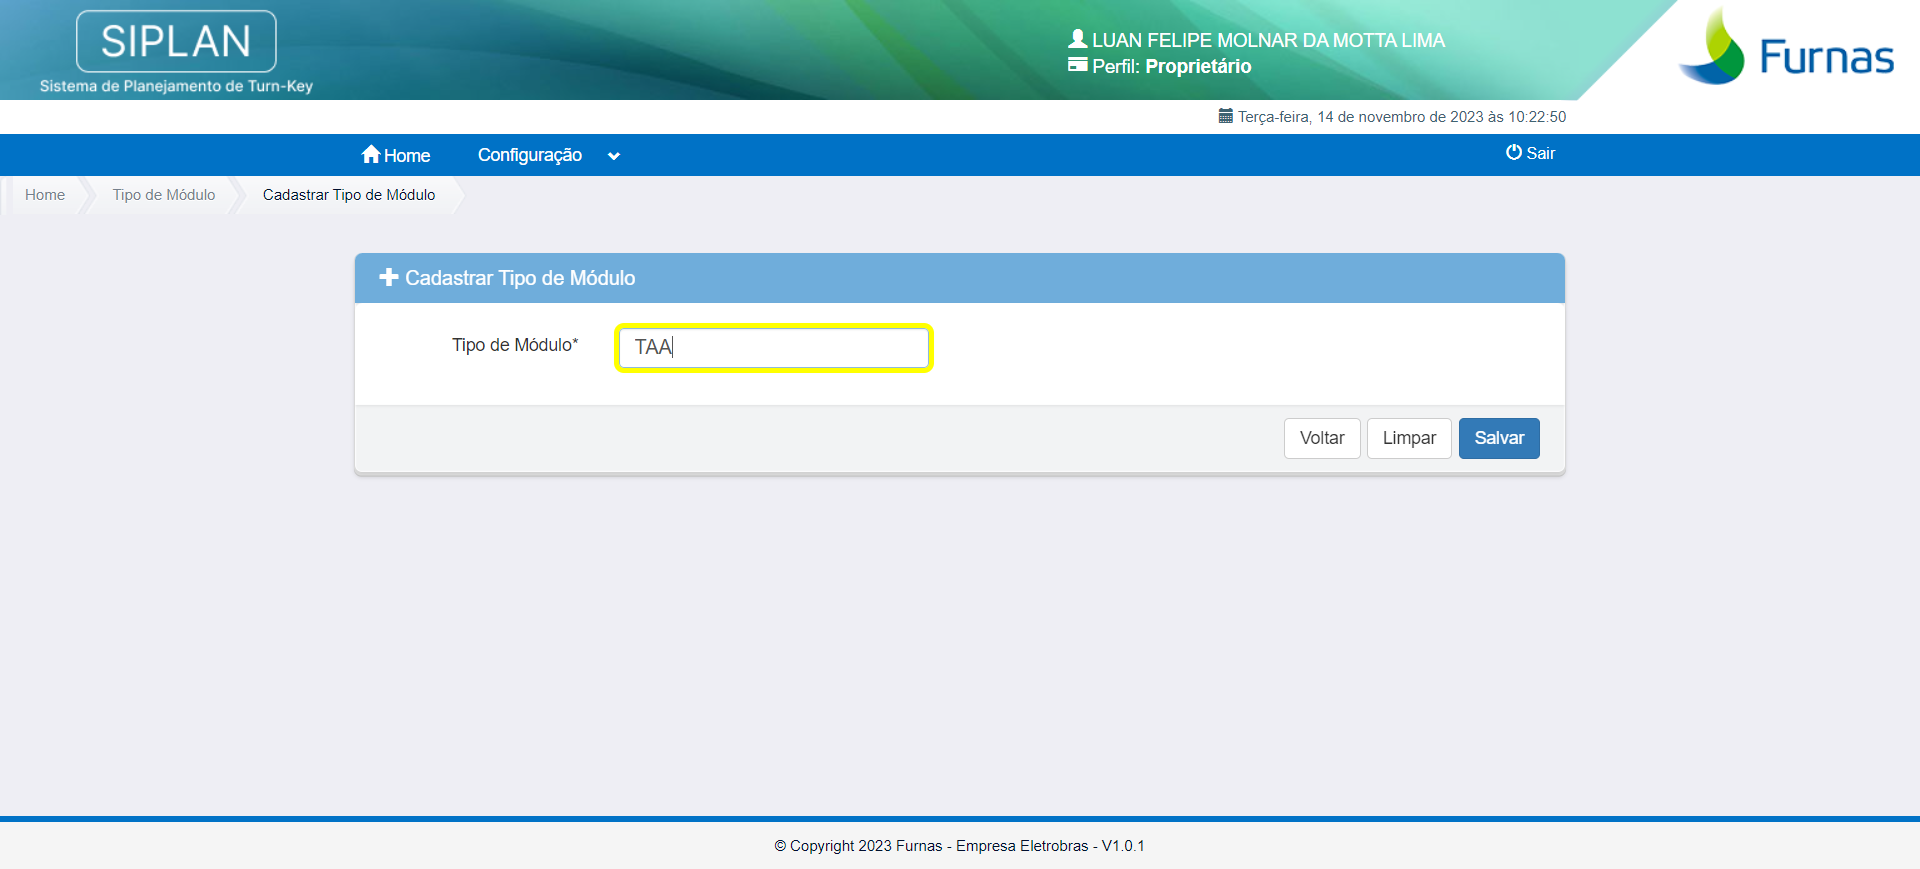 SIPLAN
Sistema de Planejamento de Turn-Key
LUAN FELIPE MOLNAR DA MOTTA LIMA
Perfil: Proprietário
Furnas
Terça-feira, 14 de novembro de 2023 às 10:22:50
Home Configuração Sair
Home Tipo de Módulo Cadastrar Tipo de Módulo
Cadastrar Tipo de Módulo
Tipo de Módulo* TAA
Voltar Limpar Salvar
© Copyright 2023 Furnas - Empresa Eletrobras - V1.0.1